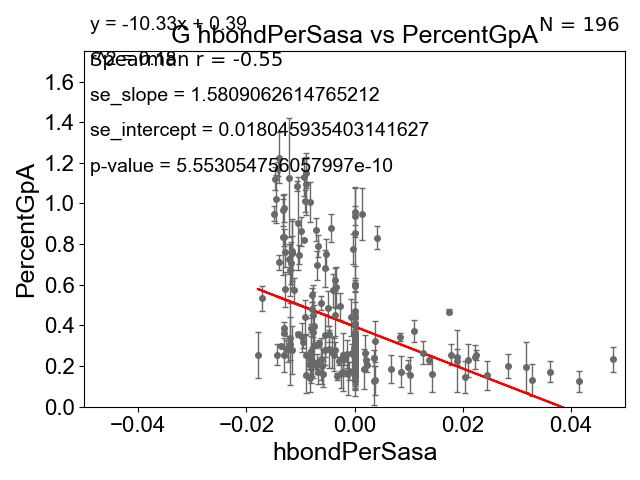 y = -10.33x + 0.39
N = 196
G hbondPerSasa vs PercentGpA
Spearman r = -0.55
se_slope = 1.5809062614765212
se_intercept = 0.018045935403141627
p-value = 5.553054756057997e-10
1.6
1.4
1.2
1.0
0.8
0.6
0.4
0.2
0.0
PercentGpA
−0.04 −0.02 0.00 0.02 0.04
hbondPerSasa